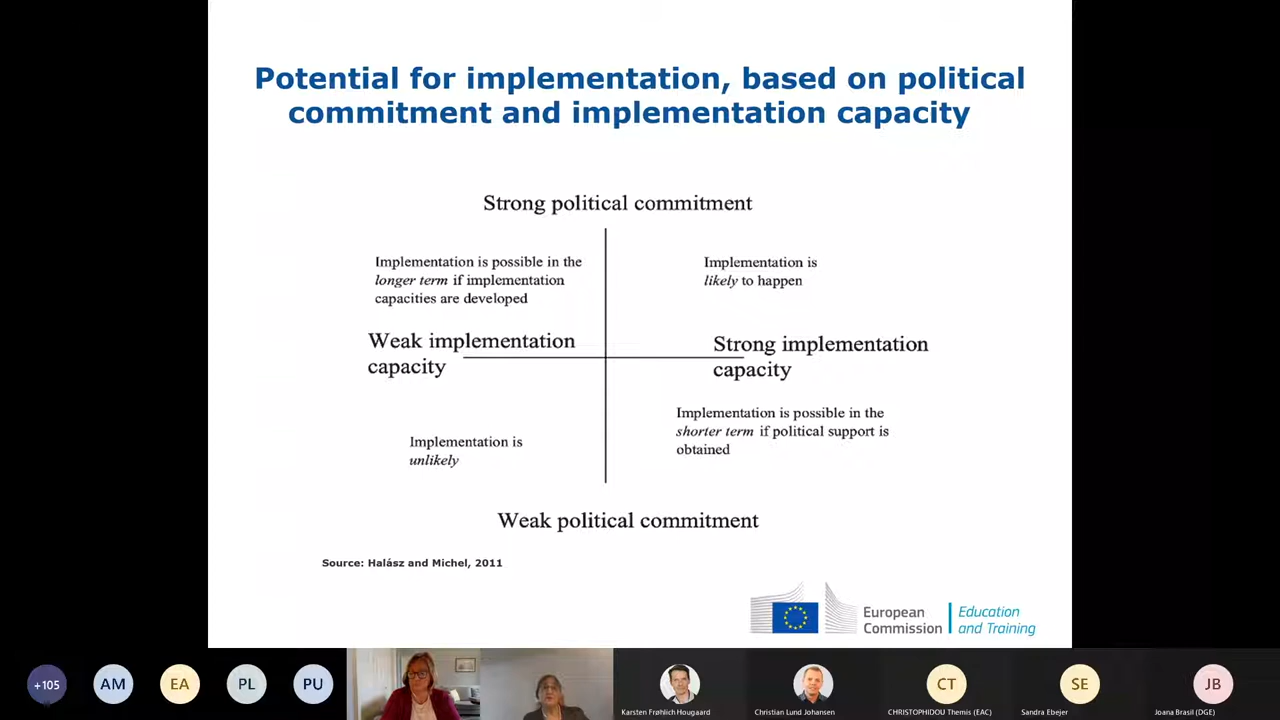 Potential for implementation, based on political
commitment and implementation capacity
Strong political commitment
Implementation is possible in the
longer term if implementation
capacities are developed
Implementation is
likely to happen
Weak implementation
capacity
Strong implementation
capacity
Implementation is
unlikely
Implementation is possible in the
shorter term if political support is
obtained
Weak political commitment
Source: Halász and Michel, 2011
European
Commission
Education
and Training
+105
AM
EA
PL
PU
CT
SE
JB
Karsten Frøhlich Hougaard
Christian Lund Johansen
CHRISTOPHIDOU Themis (EAC)
Sandra Ebejer
Joana Brasil (DGE)